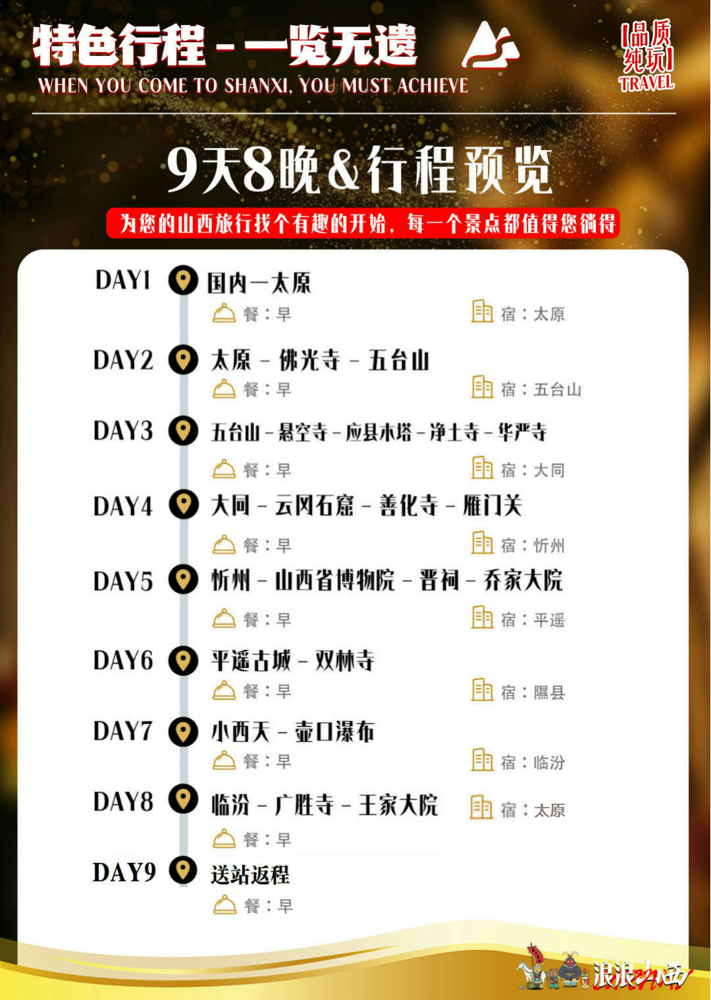 特色行程-一览无遗
WHEN YOU COME TO SHANXI, YOU MUST ACHIEVE
【品质
纯玩】
TRAVEL
9天8晚&行程预览
为您的山西旅行找个有趣的开始，每一个景点都值得您徜得
DAY1 国内一太原
餐：早 宿：太原
DAY2 太原 - 佛光寺 - 五台山
餐：早 宿：五台山
DAY3 五台山-悬空寺-应县木塔-净土寺-华严寺
餐：早 宿：大同
DAY4 大同 - 云冈石窟 - 善化寺 - 雁门关
餐：早 宿：忻州
DAY5 忻州 - 山西省博物院 - 晋祠 - 乔家大院
餐：早 宿：平遥
DAY6 平遥古城 - 双林寺
餐：早 宿：隰县
DAY7 小西天 - 壶口瀑布
餐：早 宿：临汾
DAY8 临汾 - 广胜寺 - 王家大院 宿：太原
餐：早
DAY9 送站返程
餐：早
浪浪山西